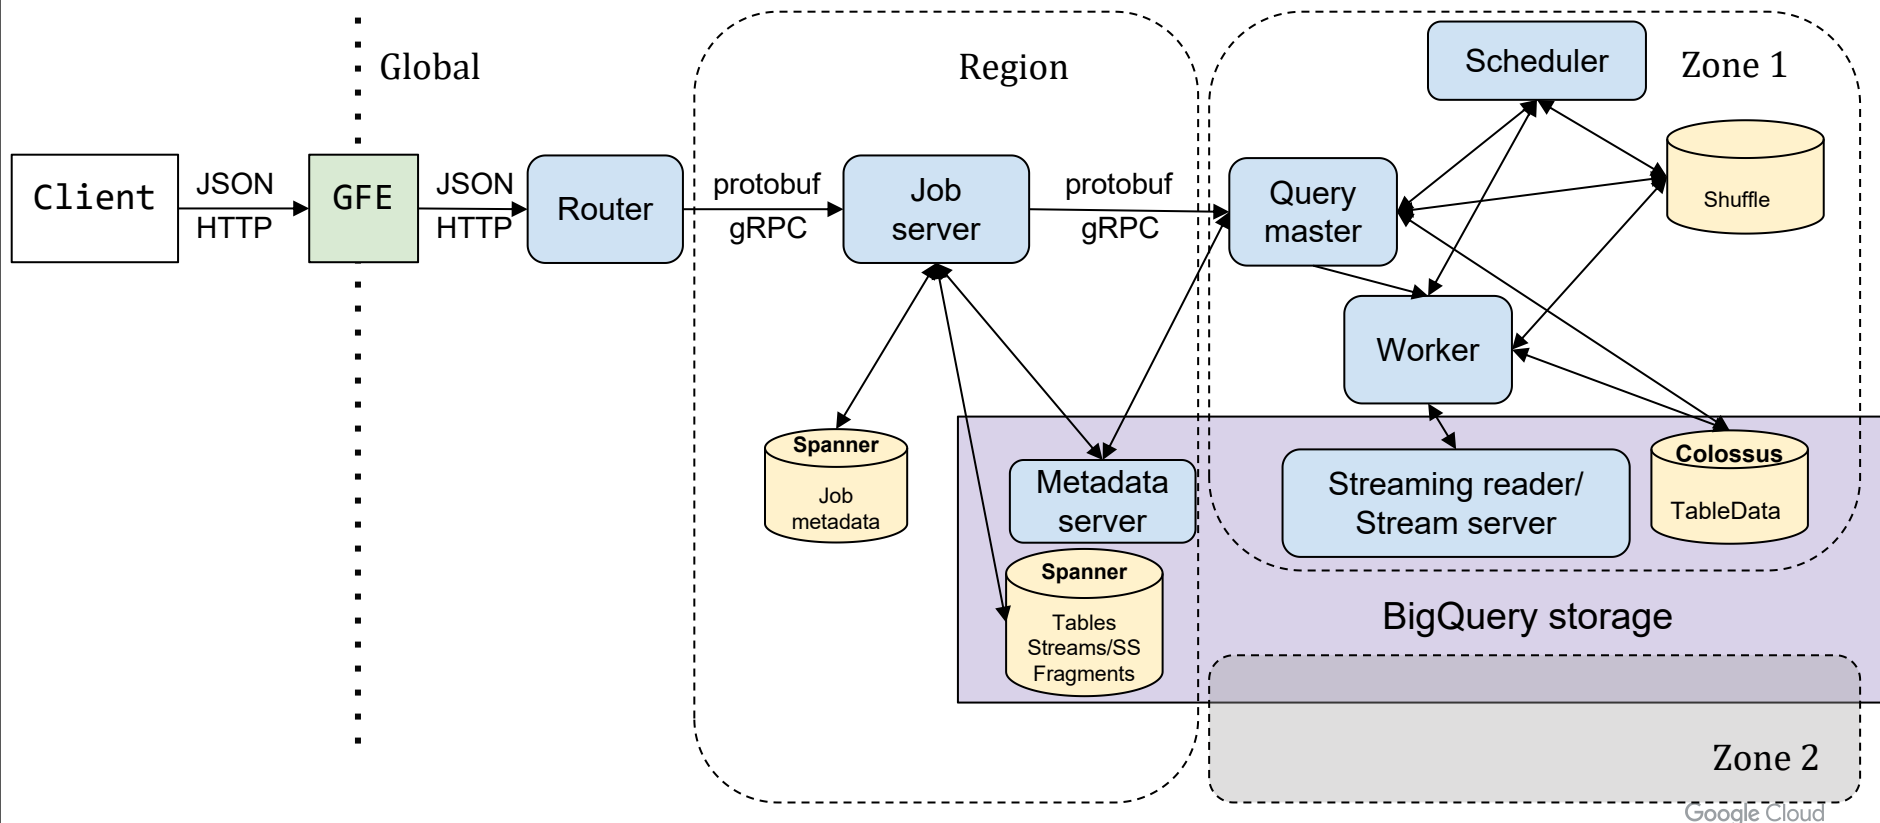 Global
Region
Scheduler
Zone 1
Client
JSON
HTTP
GFE
JSON
HTTP
Router
protobuf
gRPC
Job
server
protobuf
gRPC
Query
master
Shuffle
Worker
Spanner
Job
metadata
Metadata
server
Streaming reader/
Stream server
Colossus
TableData
Spanner
Tables
Streams/SS
Fragments
BigQuery storage
Zone 2
Google Cloud